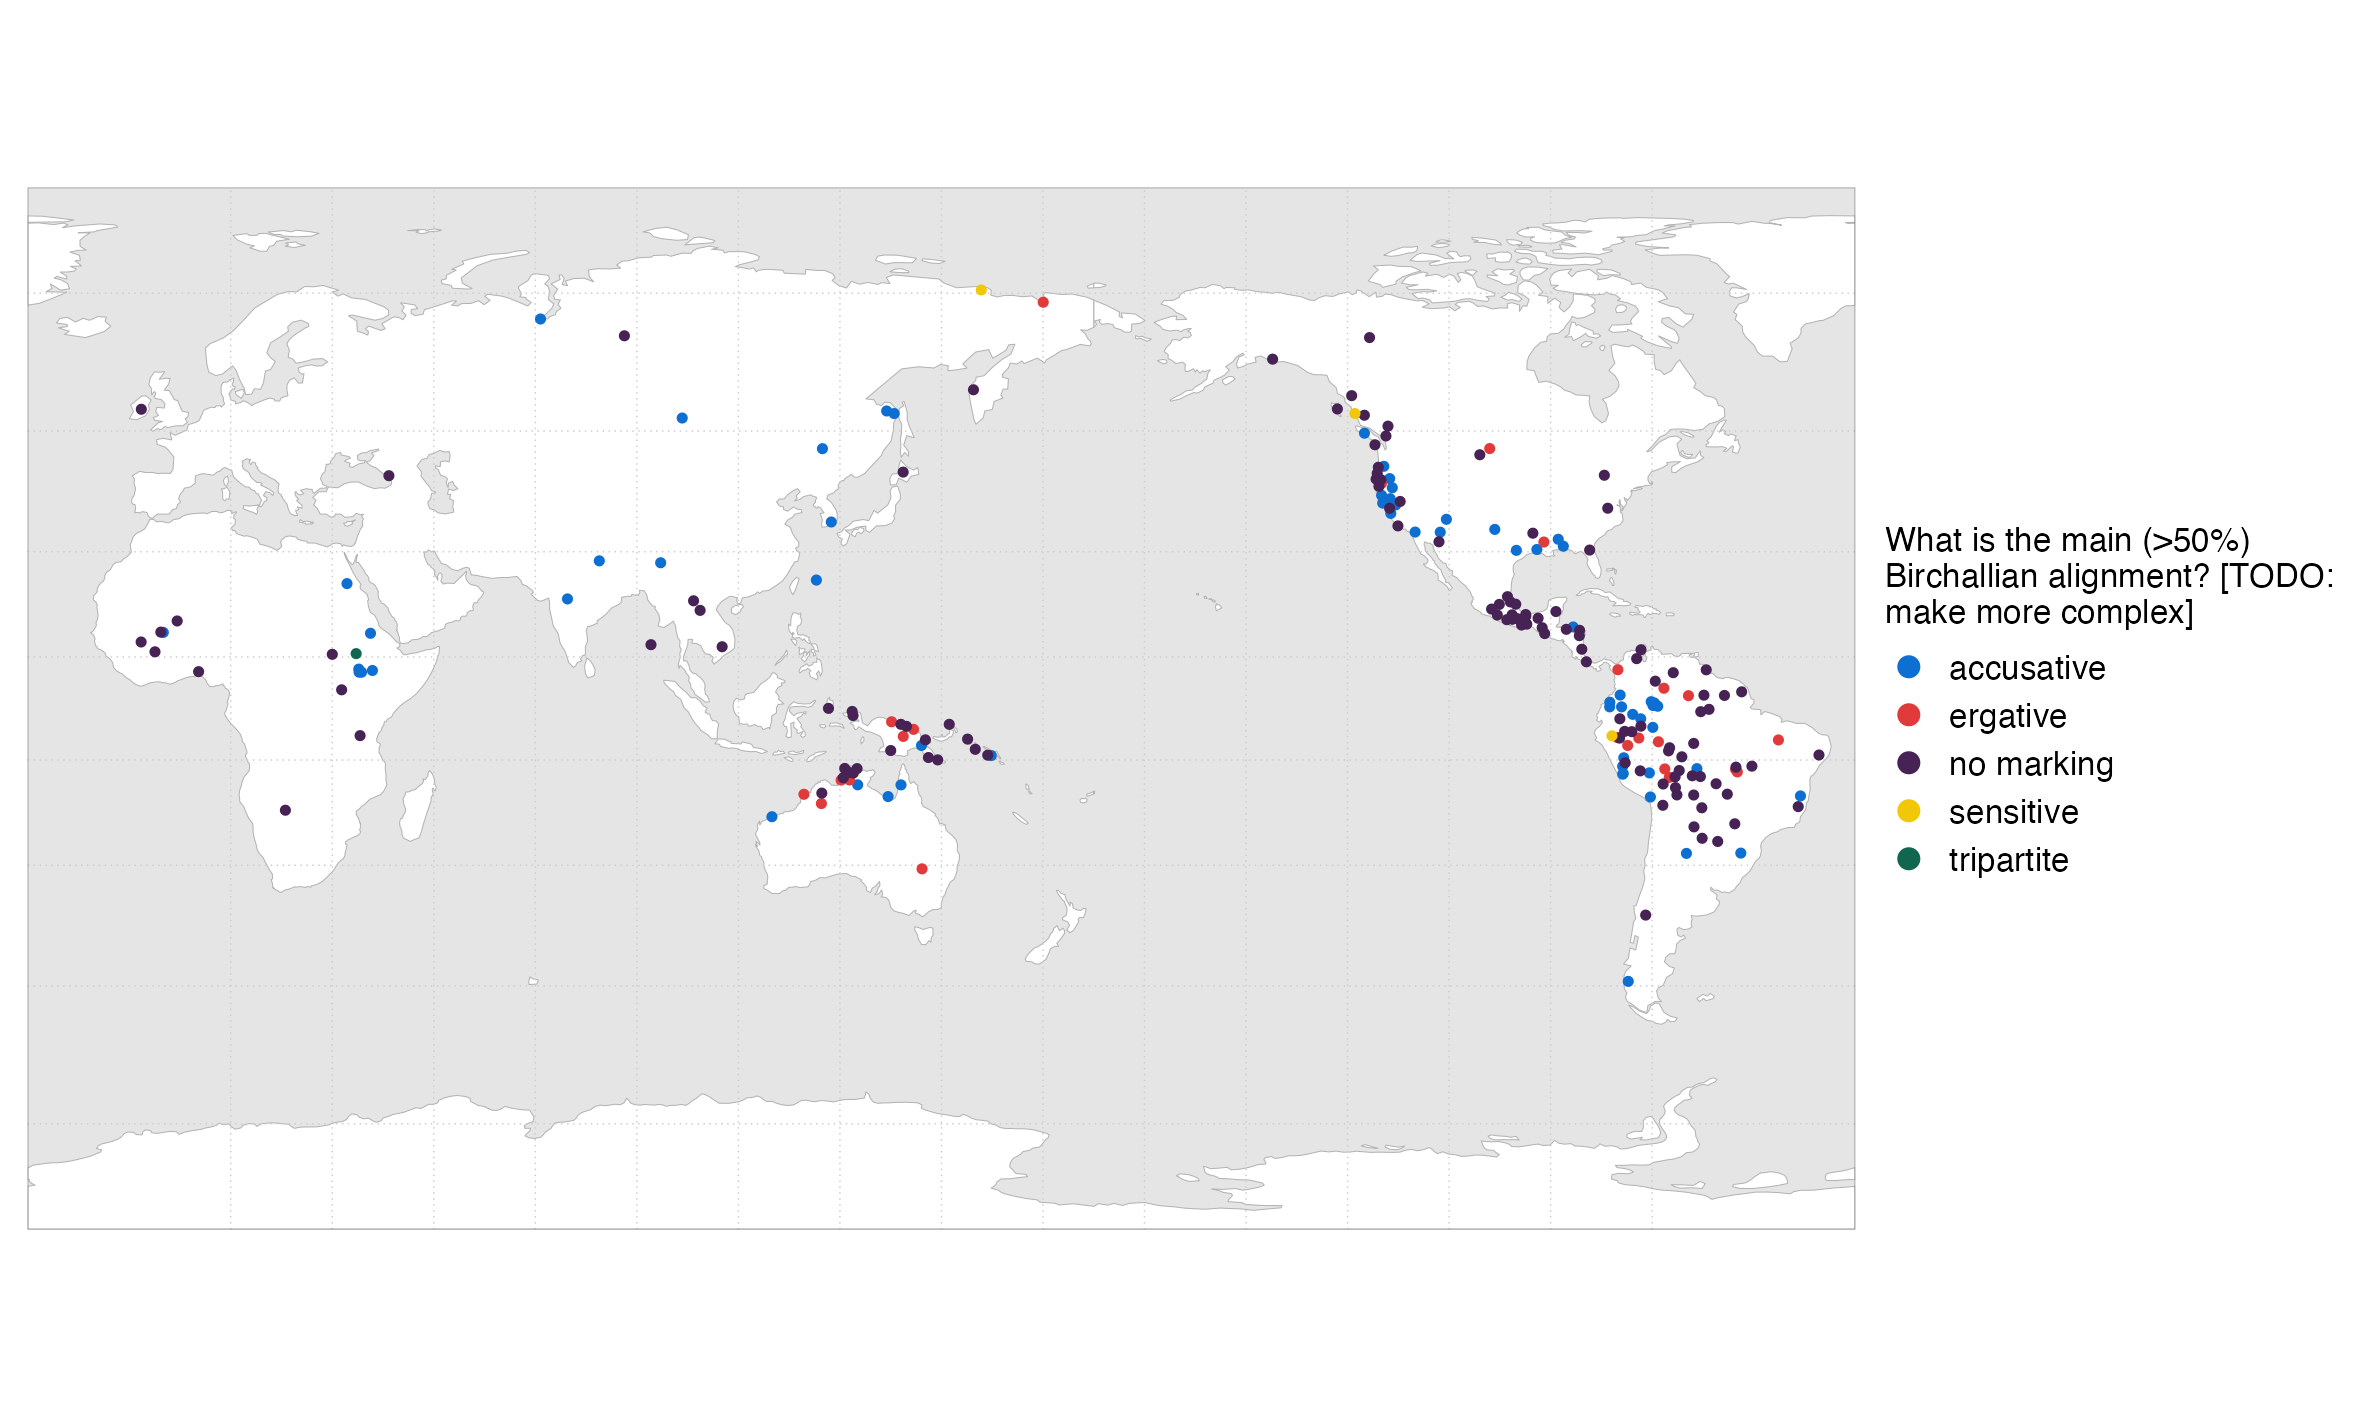 What is the main (>50%)
Birchallian alignment? [TODO:
make more complex]
accusative
ergative
no marking
sensitive
tripartite